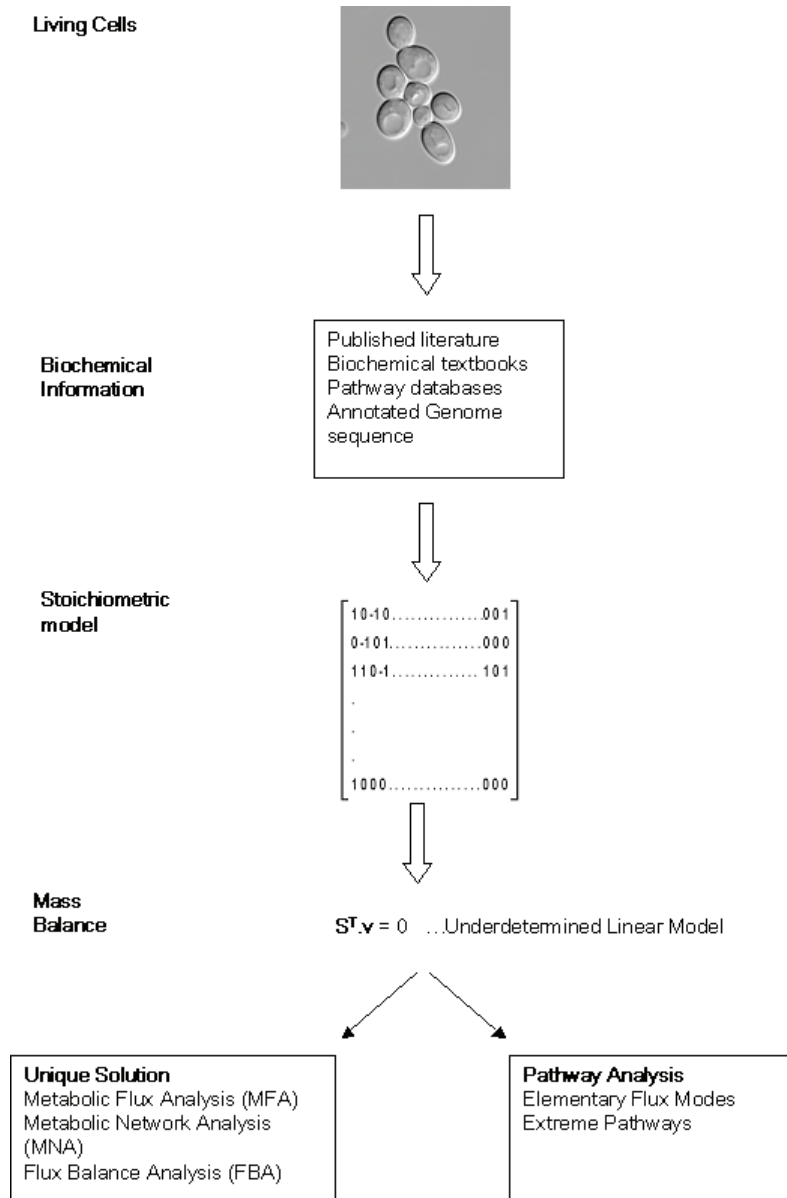 Living Cells
Biochemical
Information
Published literature
Biochemical textbooks
Pathway databases
Annotated Genome
sequence
Stoichiometric
model
10-10...............001
0-101...............000
110-1.............. 101
.
.
.
1000...............000
Mass
Balance
Sᵀ.v = 0 ...Underdetermined Linear Model
Unique Solution
Metabolic Flux Analysis (MFA)
Metabolic Network Analysis
(MNA)
Flux Balance Analysis (FBA)
Pathway Analysis
Elementary Flux Modes
Extreme Pathways